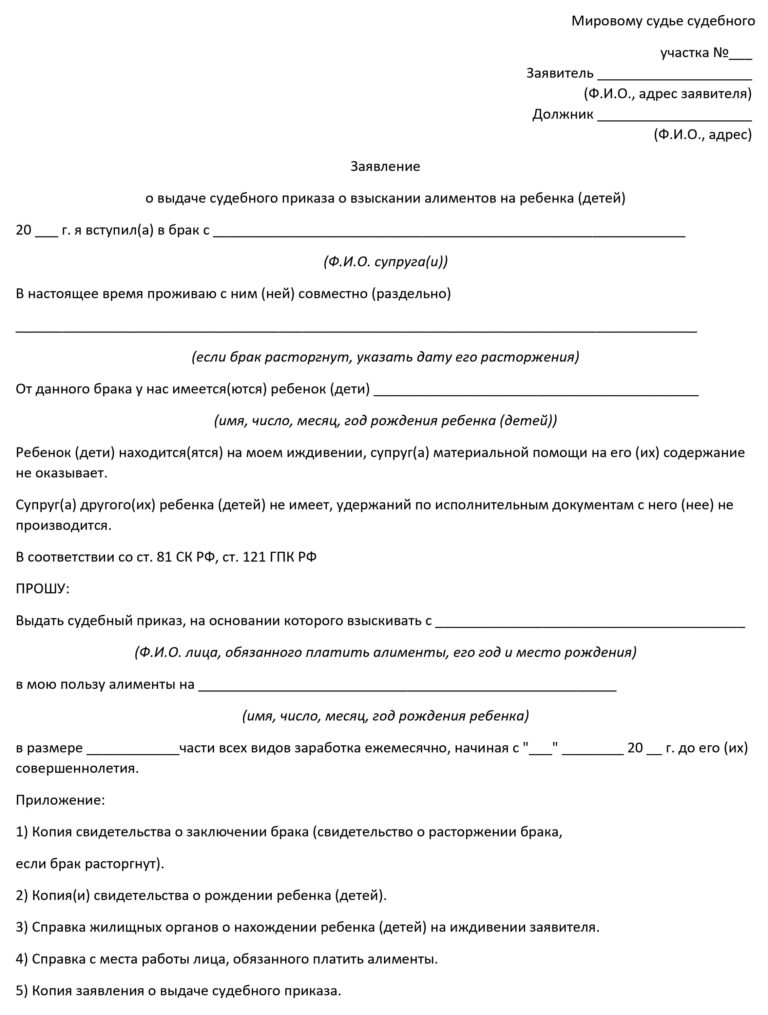 Мировому судье судебного
участка №___
Заявитель ____________________
(Ф.И.О., адрес заявителя)
Должник ____________________
(Ф.И.О., адрес)
Заявление
о выдаче судебного приказа о взыскании алиментов на ребенка (детей)
20 ___ г. я вступил(а) в брак с _____________________________________________________________
(Ф.И.О. супруга(и))
В настоящее время проживаю с ним (ней) совместно (раздельно)
________________________________________________________________________________________
(если брак расторгнут, указать дату его расторжения)
От данного брака у нас имеется(ются) ребенок (дети) __________________________________________
(имя, число, месяц, год рождения ребенка (детей))
Ребенок (дети) находится(ятся) на моем иждивении, супруг(а) материальной помощи на его (их) содержание
не оказывает.
Супруг(а) другого(их) ребенка (детей) не имеет, удержаний по исполнительным документам с него (нее) не
производится.
В соответствии со ст. 81 СК РФ, ст. 121 ГПК РФ
ПРОШУ:
Выдать судебный приказ, на основании которого взыскивать с ________________________________________
(Ф.И.О. лица, обязанного платить алименты, его год и место рождения)
в мою пользу алименты на ______________________________________________________
(имя, число, месяц, год рождения ребенка)
в размере ____________части всех видов заработка ежемесячно, начиная с "___" ________ 20 __ г. до его (их)
совершеннолетия.
Приложение:
1) Копия свидетельства о заключении брака (свидетельство о расторжении брака,
если брак расторгнут).
2) Копия(и) свидетельства о рождении ребенка (детей).
3) Справка жилищных органов о нахождении ребенка (детей) на иждивении заявителя.
4) Справка с места работы лица, обязанного платить алименты.
5) Копия заявления о выдаче судебного приказа.